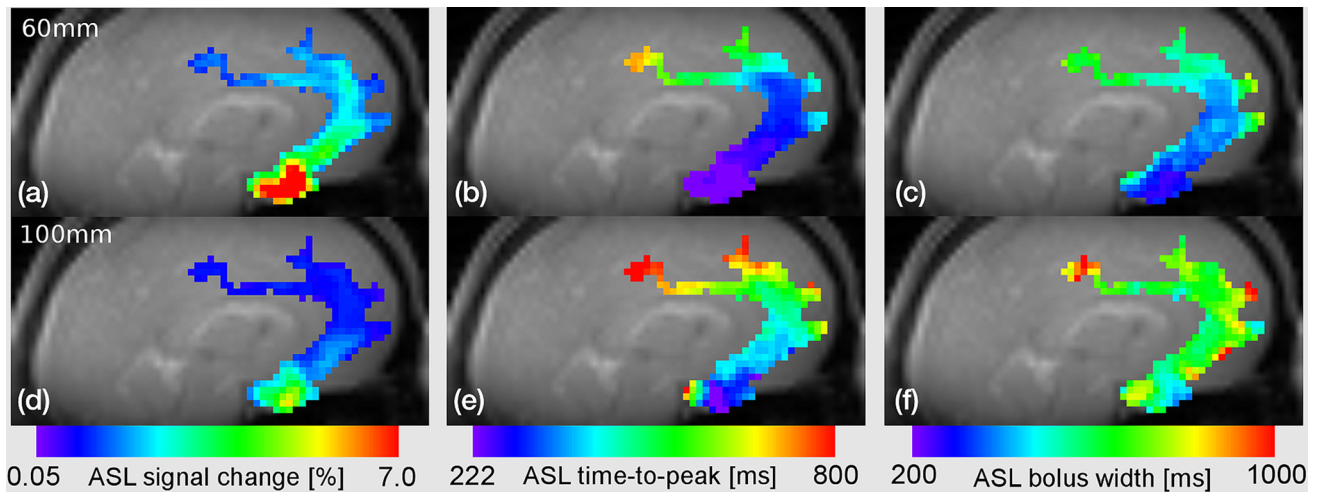 60mm
(a)
(b)
(c)
100mm
(d)
(e)
(f)
0.05 ASL signal change [%] 7.0
222 ASL time-to-peak [ms] 800
200 ASL bolus width [ms] 1000